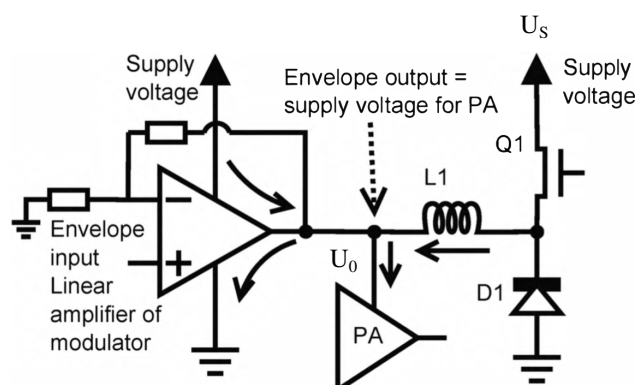 U_S
Supply
voltage
Envelope output =
supply voltage for PA
Supply
voltage
Q1
L1
−
Envelope
input
Linear
amplifier of
modulator
+
U_0
D1
PA